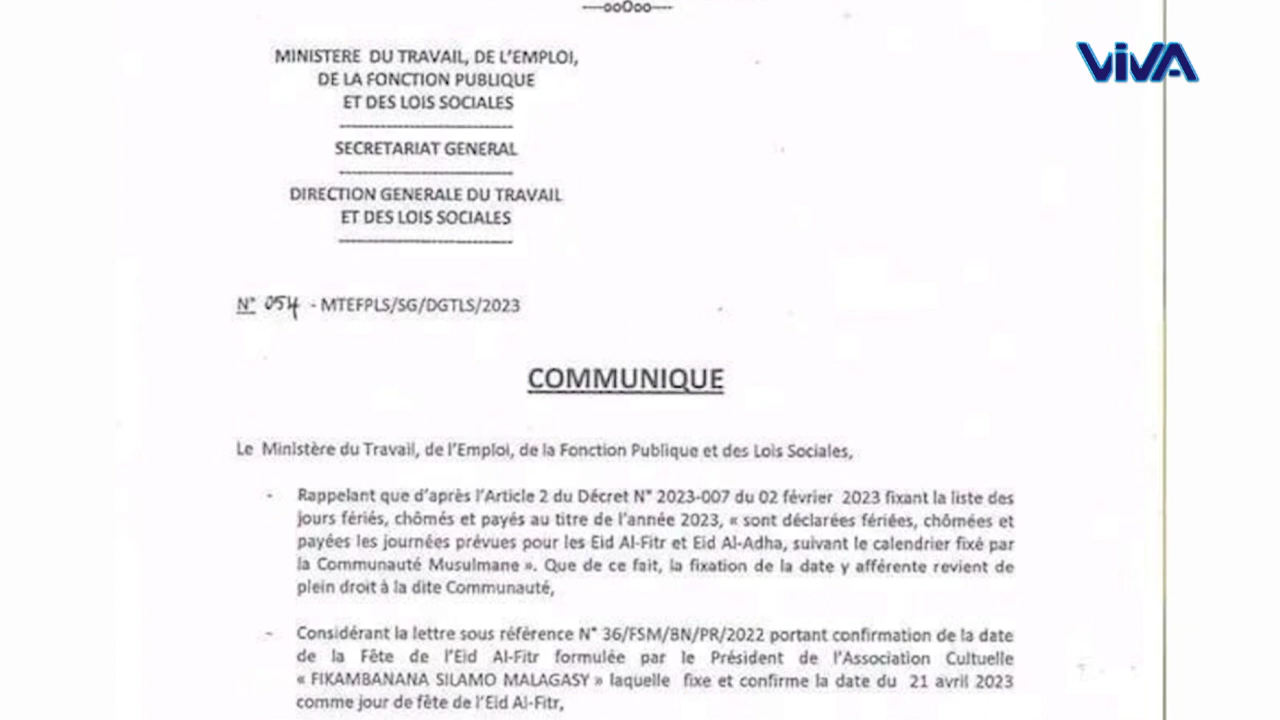 ---ooOoo---
ViVA
MINISTERE DU TRAVAIL, DE L'EMPLOI,
DE LA FONCTION PUBLIQUE
ET DES LOIS SOCIALES
SECRETARIAT GENERAL
DIRECTION GENERALE DU TRAVAIL
ET DES LOIS SOCIALES
N° 054 - MTEFPLS/SG/DGTLS/2023
COMMUNIQUE
Le Ministère du Travail, de l'Emploi, de la Fonction Publique et des Lois Sociales,
- Rappelant que d'après l'Article 2 du Décret N° 2023-007 du 02 février 2023 fixant la liste des
jours fériés, chômés et payés au titre de l'année 2023, « sont déclarées fériées, chômées et
payées les journées prévues pour les Eid Al-Fitr et Eid Al-Adha, suivant le calendrier fixé par
la Communauté Musulmane ». Que de ce fait, la fixation de la date y afférente revient de
plein droit à la dite Communauté,
- Considérant la lettre sous référence N° 36/FSM/BN/PR/2022 portant confirmation de la date
de la Fête de l'Eid Al-Fitr formulée par le Président de l'Association Cultuelle
« FIKAMBANANA SILAMO MALAGASY » laquelle fixe et confirme la date du 21 avril 2023
comme jour de fête de l'Eid Al-Fitr,